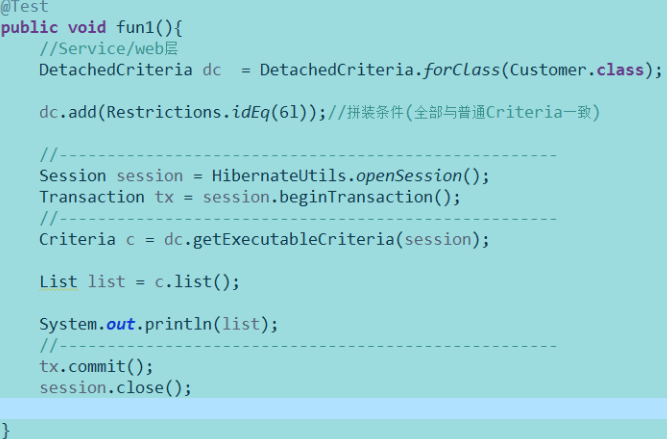 @Test
public void fun1(){
//Service/web层
DetachedCriteria dc  = DetachedCriteria.forClass(Customer.class);
dc.add(Restrictions.idEq(6l));//拼装条件(全部与普通Criteria一致)
//----------------------------------------------------
Session session = HibernateUtils.openSession();
Transaction tx = session.beginTransaction();
//----------------------------------------------------
Criteria c = dc.getExecutableCriteria(session);
List list = c.list();
System.out.println(list);
//----------------------------------------------------
tx.commit();
session.close();
}